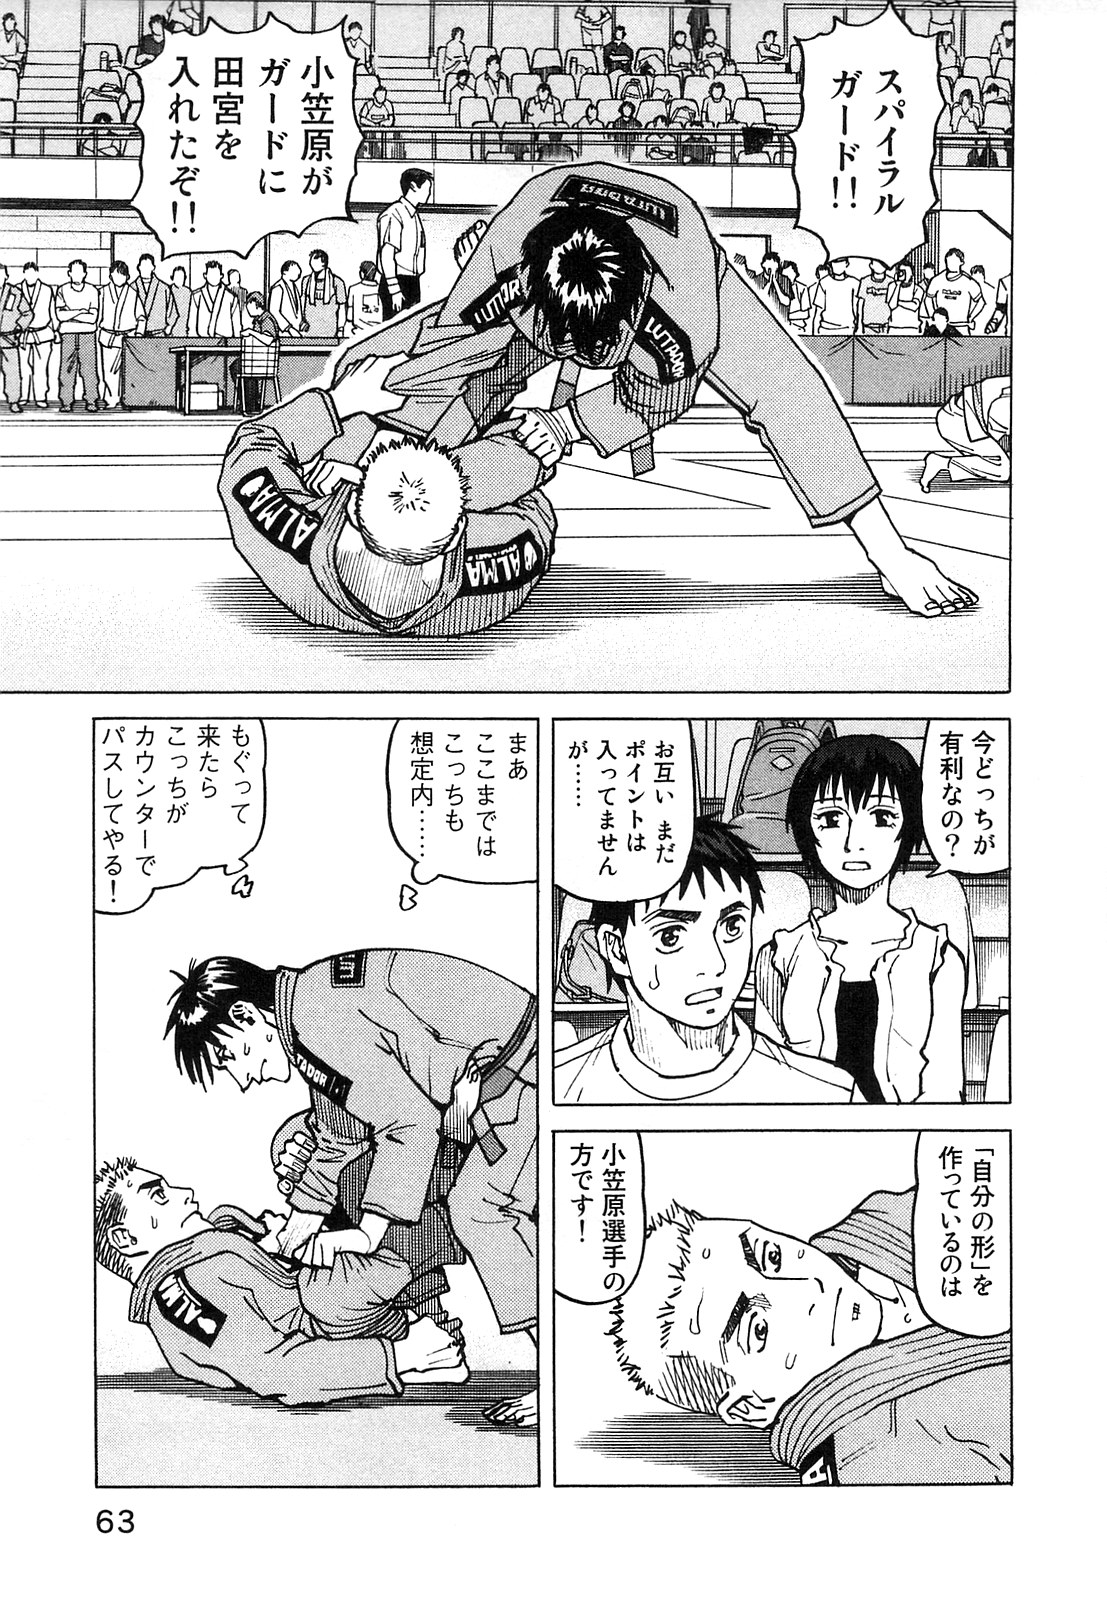 スパイラル
ガード!!
小笠原が
ガードに
田宮を
入れたぞ!!
LUTADOR
LUTADOR
ALMA
ALMA
今どっちが
有利なの?
お互い まだ
ポイントは
入ってません
が……
「自分の形」を
作っているのは
小笠原選手の
方です!
まあ
ここまでは
こっちも
想定内……
もぐって
来たら
こっちが
カウンターで
パスしてやる!
TADOR
ALMA
63